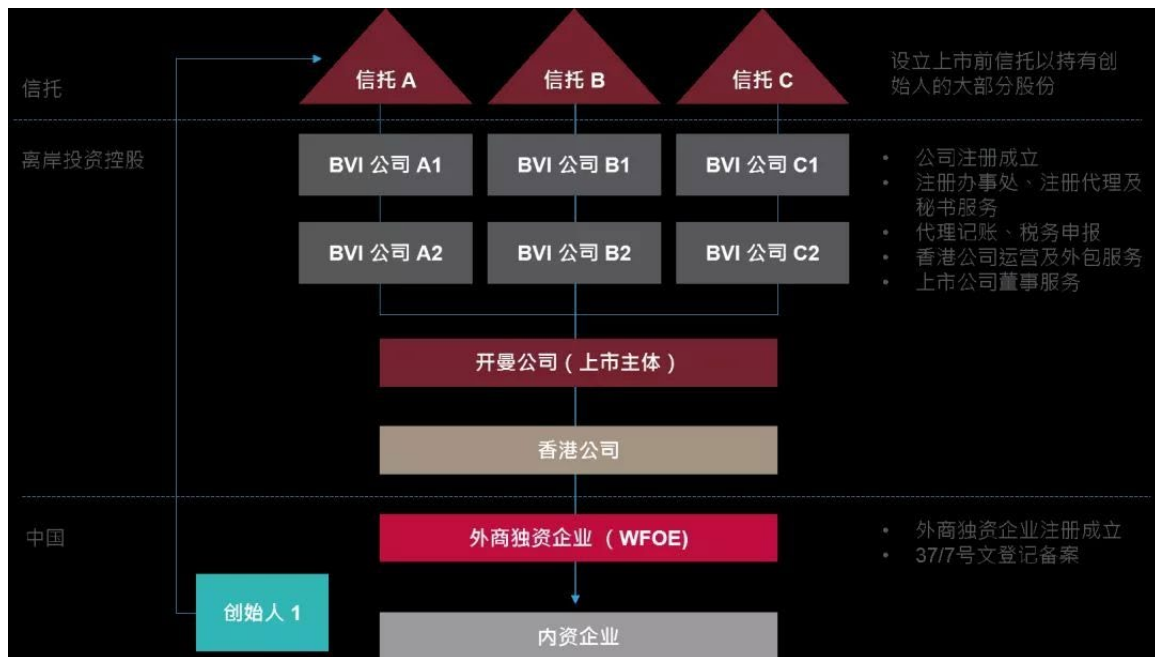 信托
信托 A
信托 B
信托 C
设立上市前信托以持有创
始人的大部分股份
离岸投资控股
BVI 公司 A1
BVI 公司 B1
BVI 公司 C1
BVI 公司 A2
BVI 公司 B2
BVI 公司 C2
• 公司注册成立
• 注册办事处、注册代理及
秘书服务
• 代理记账、税务申报
• 香港公司运营及外包服务
• 上市公司董事服务
开曼公司（上市主体）
香港公司
中国
外商独资企业 （WFOE)
• 外商独资企业注册成立
• 37/7号文登记备案
创始人 1
内资企业